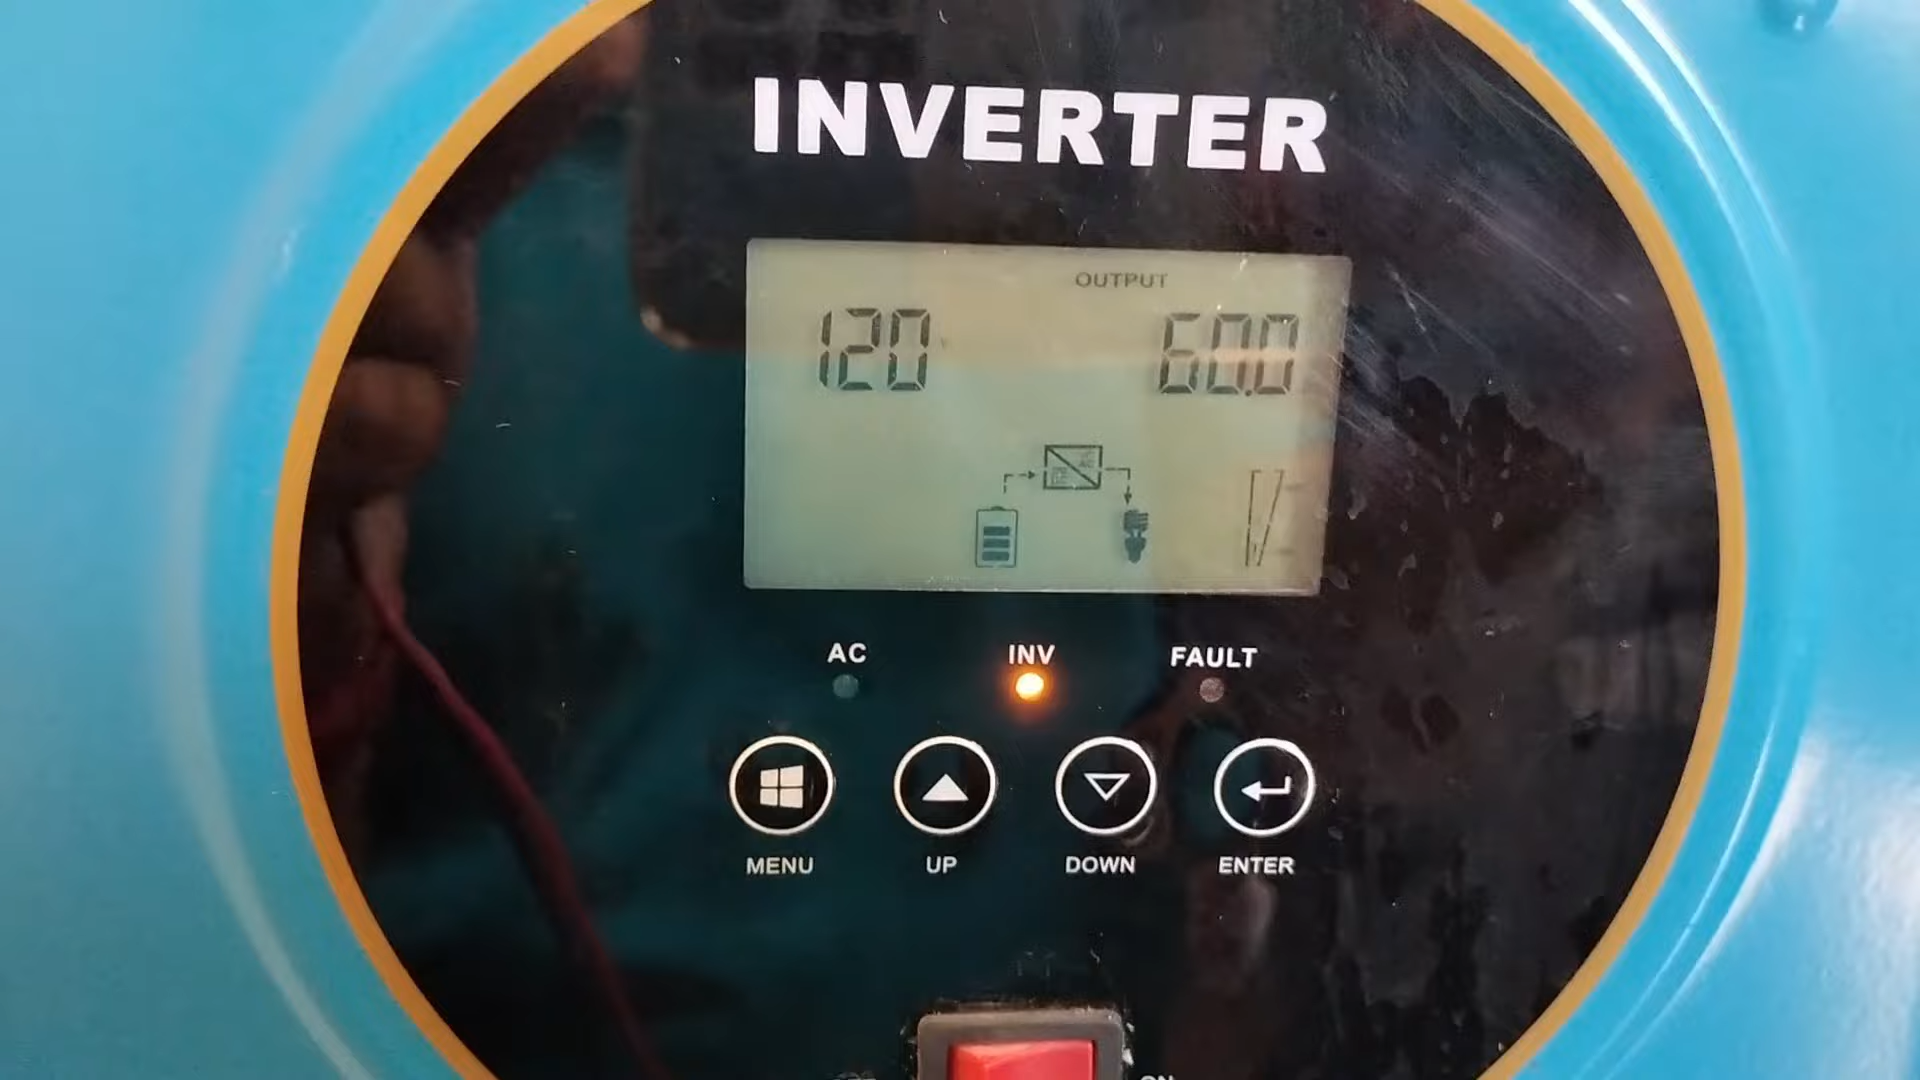 INVERTER
OUTPUT
120 60.0
AC INV FAULT
MENU UP DOWN ENTER